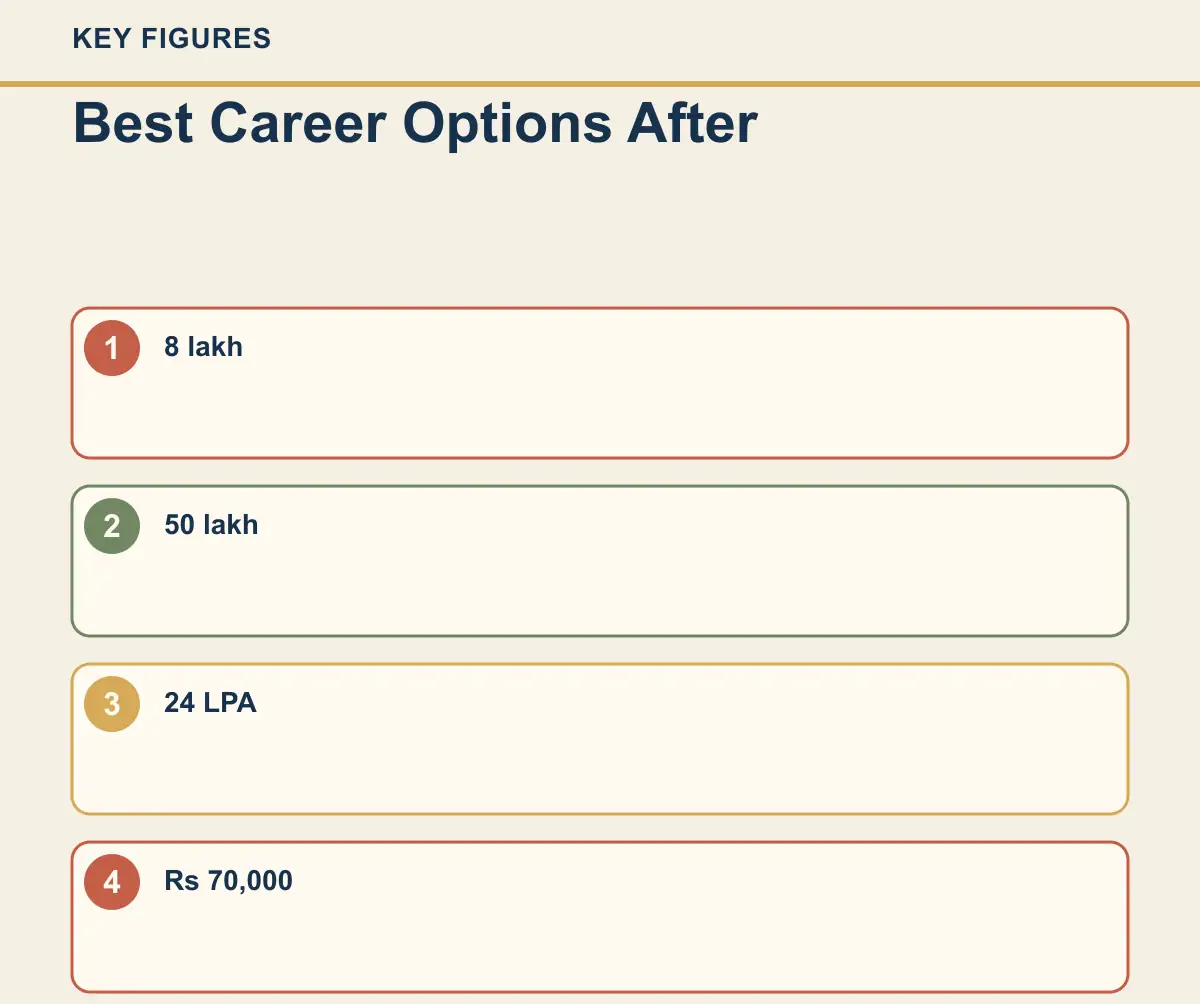 KEY FIGURES
Best Career Options After
1 8 lakh
2 50 lakh
3 24 LPA
4 Rs 70,000